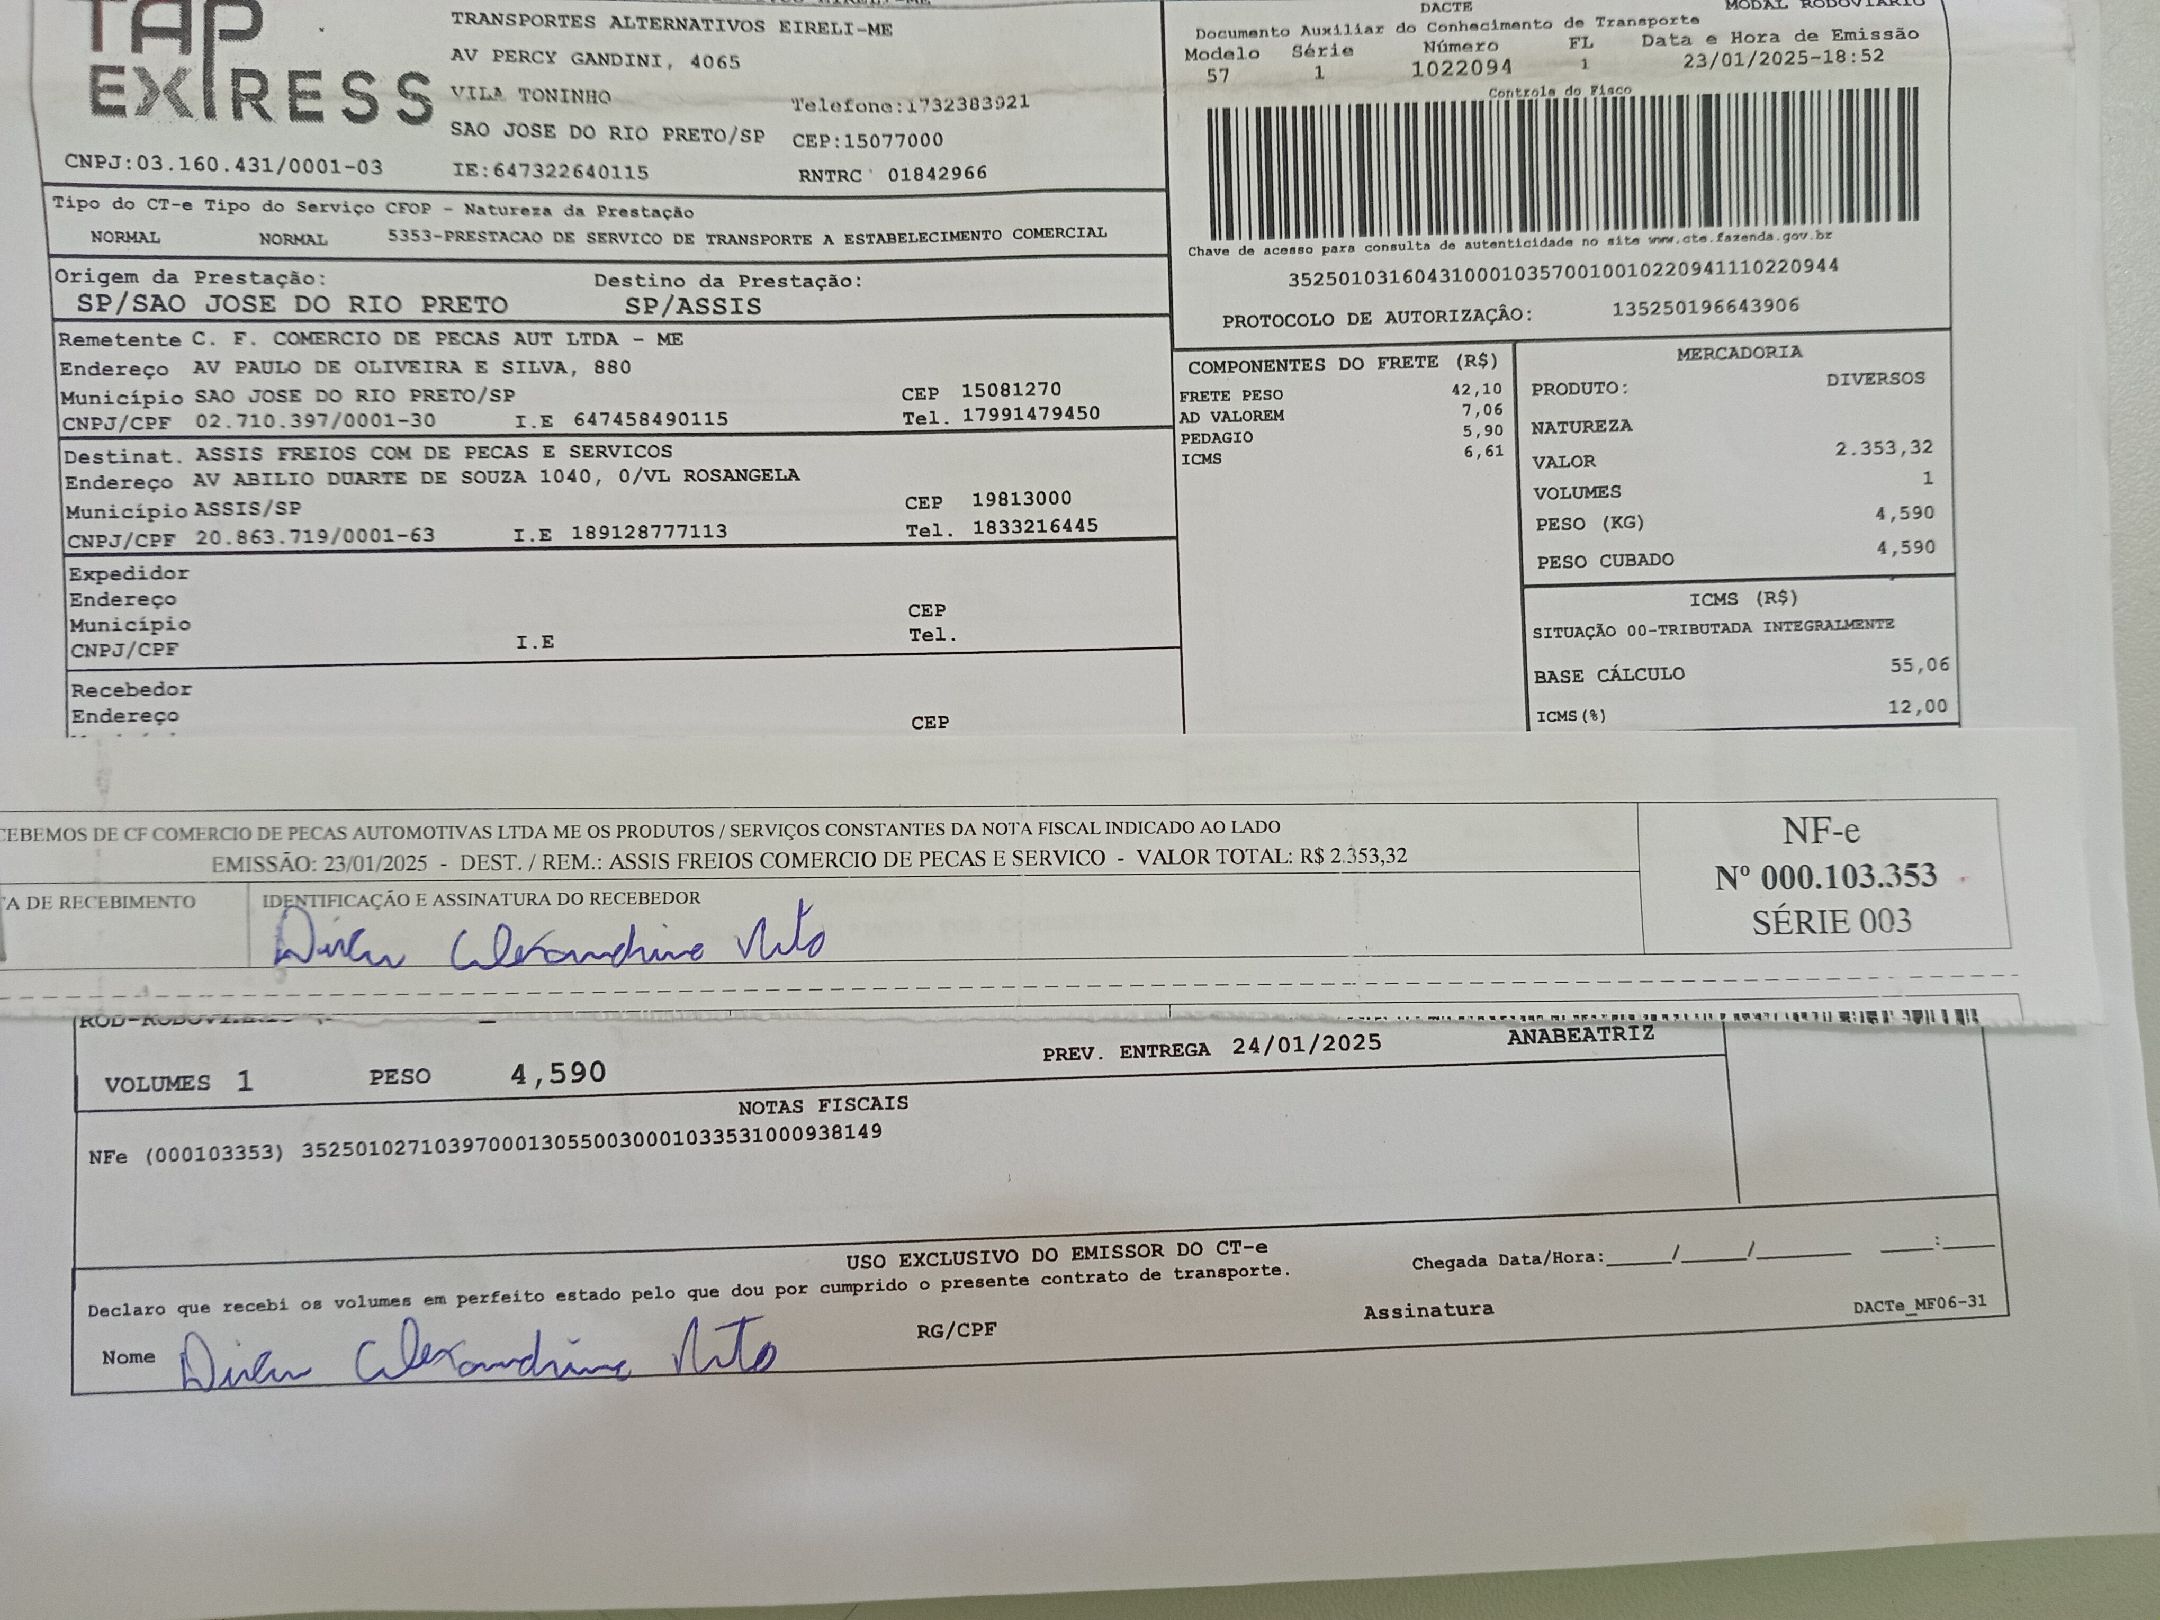 TAP
EXPRESS
TRANSPORTES ALTERNATIVOS EIRELI-ME
AV PERCY GANDINI, 4065
VILA TONINHO Telefone:1732383921
SAO JOSE DO RIO PRETO/SP CEP:15077000
CNPJ:03.160.431/0001-03 IE:647322640115 RNTRC 01842966
DACTE MODAL RODOVIARIO
Documento Auxiliar do Conhecimento de Transporte
Modelo Série Número FL Data e Hora de Emissão
57 1 1022094 1 23/01/2025-18:52
Controle do Fisco
Chave de acesso para consulta de autenticidade no site www.cte.fazenda.gov.br
35250103160431000103570010010220941110220944
PROTOCOLO DE AUTORIZAÇÂO: 135250196643906
Tipo do CT-e Tipo do Serviço CFOP - Natureza da Prestação
NORMAL NORMAL 5353-PRESTACAO DE SERVICO DE TRANSPORTE A ESTABELECIMENTO COMERCIAL
Origem da Prestação: Destino da Prestação:
SP/SAO JOSE DO RIO PRETO SP/ASSIS
Remetente C. F. COMERCIO DE PECAS AUT LTDA - ME
Endereço AV PAULO DE OLIVEIRA E SILVA, 880
Município SAO JOSE DO RIO PRETO/SP CEP 15081270
CNPJ/CPF 02.710.397/0001-30 I.E 647458490115 Tel. 17991479450
Destinat. ASSIS FREIOS COM DE PECAS E SERVICOS
Endereço AV ABILIO DUARTE DE SOUZA 1040, 0/VL ROSANGELA
Município ASSIS/SP CEP 19813000
CNPJ/CPF 20.863.719/0001-63 I.E 189128777113 Tel. 1833216445
Expedidor
Endereço
Município CEP
CNPJ/CPF I.E Tel.
Recebedor
Endereço CEP
COMPONENTES DO FRETE (R$)
FRETE PESO 42,10
AD VALOREM 7,06
PEDAGIO 5,90
ICMS 6,61
MERCADORIA
PRODUTO: DIVERSOS
NATUREZA
VALOR 2.353,32
VOLUMES 1
PESO (KG) 4,590
PESO CUBADO 4,590
ICMS (R$)
SITUAÇÃO 00-TRIBUTADA INTEGRALMENTE
BASE CÁLCULO 55,06
ICMS(%) 12,00
CEBEMOS DE CF COMERCIO DE PECAS AUTOMOTIVAS LTDA ME OS PRODUTOS / SERVIÇOS CONSTANTES DA NOTA FISCAL INDICADO AO LADO
EMISSÃO: 23/01/2025 - DEST. / REM.: ASSIS FREIOS COMERCIO DE PECAS E SERVICO - VALOR TOTAL: R$ 2.353,32
TA DE RECEBIMENTO IDENTIFICAÇÃO E ASSINATURA DO RECEBEDOR
Dirceu Alexandrine Neto
NF-e
Nº 000.103.353
SÉRIE 003
VOLUMES 1 PESO 4,590 PREV. ENTREGA 24/01/2025 ANABEATRIZ
NOTAS FISCAIS
NFe (000103353) 35250102710397000130550030001033531000938149
USO EXCLUSIVO DO EMISSOR DO CT-e
Declaro que recebi os volumes em perfeito estado pelo que dou por cumprido o presente contrato de transporte.
Chegada Data/Hora:_____/_____/_______ ____:____
Nome Dirceu Alexandrine Neto RG/CPF Assinatura DACTe_MF06-31